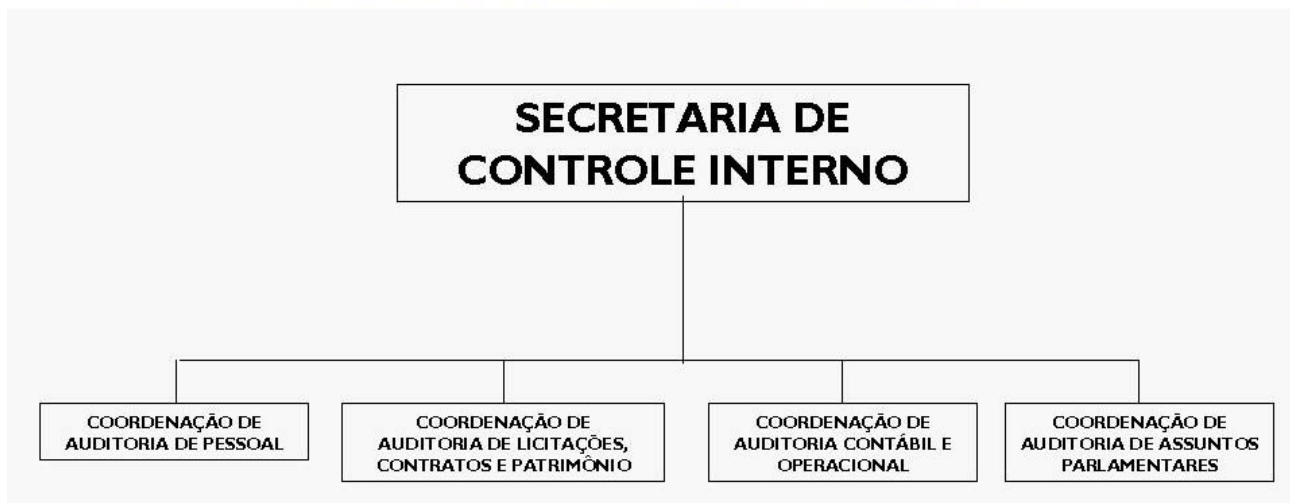 SECRETARIA DE
CONTROLE INTERNO
COORDENAÇÃO DE
AUDITORIA DE PESSOAL
COORDENAÇÃO DE
AUDITORIA DE LICITAÇÕES,
CONTRATOS E PATRIMÔNIO
COORDENAÇÃO DE
AUDITORIA CONTÁBIL E
OPERACIONAL
COORDENAÇÃO DE
AUDITORIA DE ASSUNTOS
PARLAMENTARES